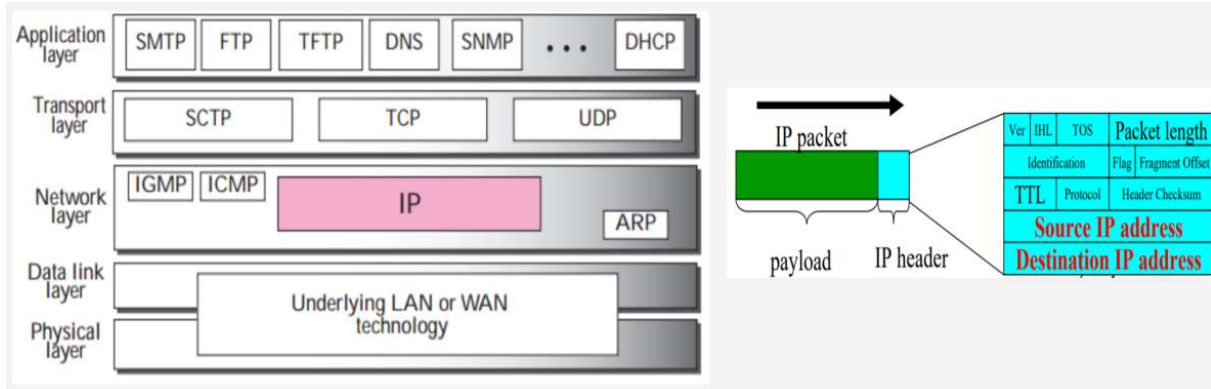 Application
layer
SMTP
FTP
TFTP
DNS
SNMP
• • •
DHCP
Transport
layer
SCTP
TCP
UDP
Network
layer
IGMP
ICMP
IP
ARP
Data link
layer
Physical
layer
Underlying LAN or WAN
technology
IP packet
payload
IP header
Ver IHL TOS Packet length
Identification Flag Fragment Offset
TTL Protocol Header Checksum
Source IP address
Destination IP address